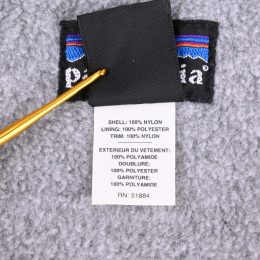 p ia®
SHELL: 100% NYLON
LINING: 100% POLYESTER
TRIM: 100% NYLON
EXTERIEUR DU VETEMENT:
100% POLYAMIDE
DOUBLURE:
100% POLYESTER
GARNITURE:
100% POLYAMIDE
RN: 51884